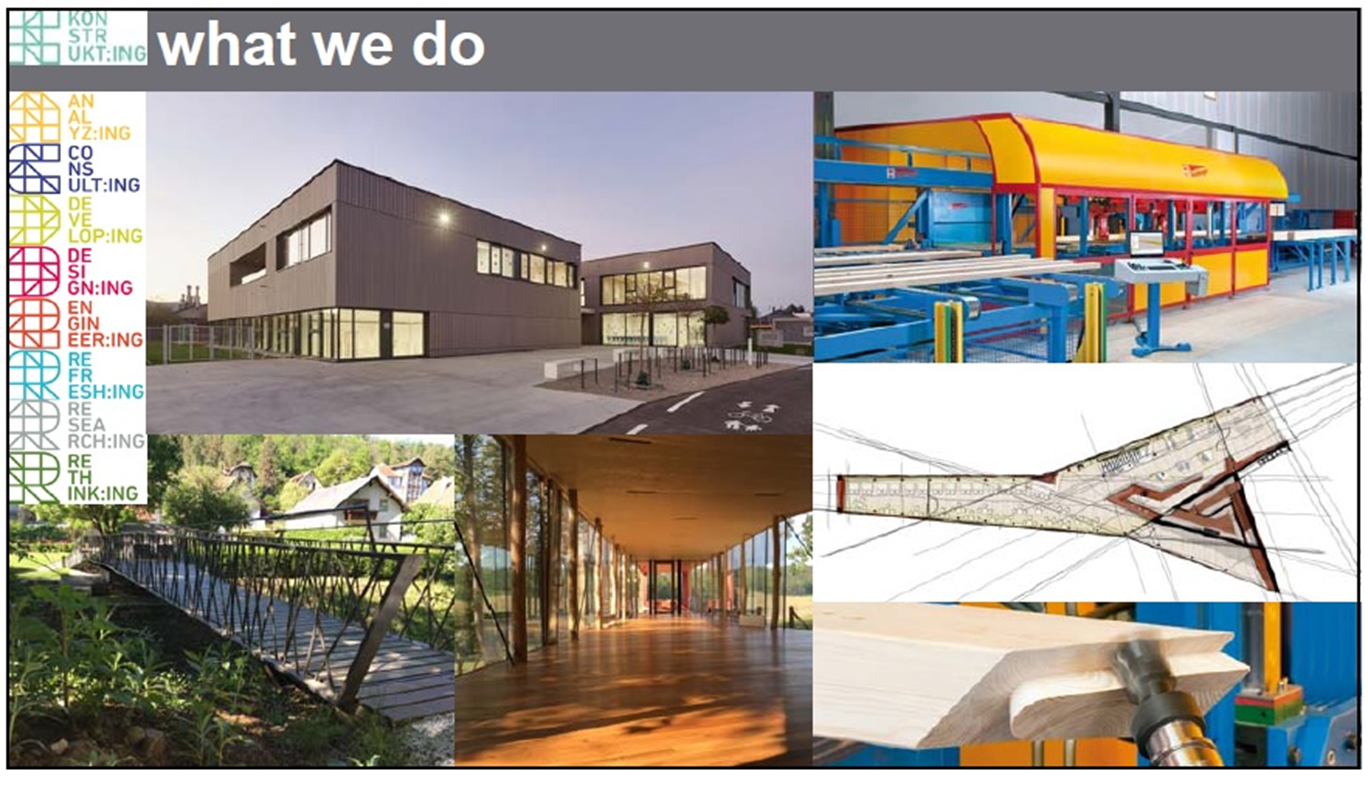 KON
STR
UKT:ING
what we do
AN
AL
YZ:ING
CO
NS
ULT:ING
DE
VE
LOP:ING
DE
SI
GN:ING
EN
GIN
EER:ING
RE
FR
ESH:ING
RE
SEA
RCH:ING
RE
TH
INK:ING